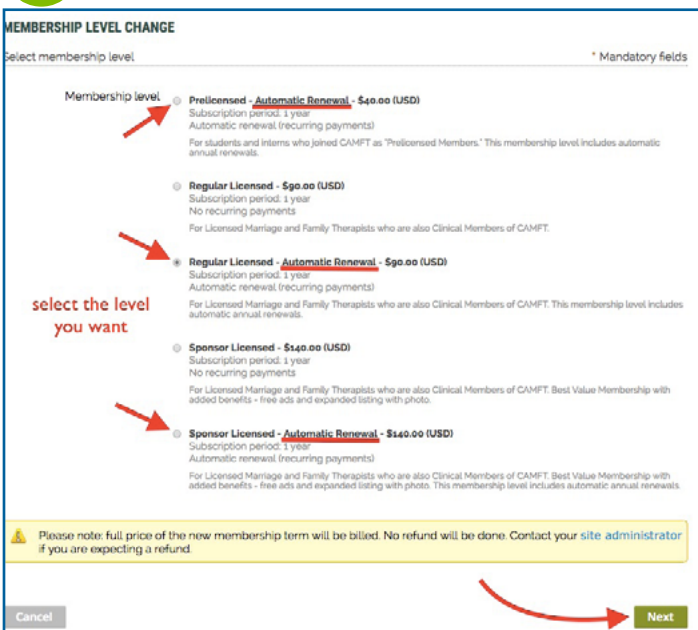 MEMBERSHIP LEVEL CHANGE
Select membership level
* Mandatory fields
Membership level
Prelicensed - Automatic Renewal - $40.00 (USD)
Subscription period: 1 year
Automatic renewal (recurring payments)
For students and interns who joined CAMFT as "Prelicensed Members." This membership level includes automatic
annual renewals.
Regular Licensed - $90.00 (USD)
Subscription period: 1 year
No recurring payments
For Licensed Marriage and Family Therapists who are also Clinical Members of CAMFT.
Regular Licensed - Automatic Renewal - $90.00 (USD)
Subscription period: 1 year
Automatic renewal (recurring payments)
For Licensed Marriage and Family Therapists who are also Clinical Members of CAMFT. This membership level includes
automatic annual renewals.
select the level
you want
Sponsor Licensed - $140.00 (USD)
Subscription period: 1 year
No recurring payments
For Licensed Marriage and Family Therapists who are also Clinical Members of CAMFT. Best Value Membership with
added benefits - free ads and expanded listing with photo.
Sponsor Licensed - Automatic Renewal - $140.00 (USD)
Subscription period: 1 year
Automatic renewal (recurring payments)
For Licensed Marriage and Family Therapists who are also Clinical Members of CAMFT. Best Value Membership with
added benefits - free ads and expanded listing with photo. This membership level includes automatic annual renewals.
Please note: full price of the new membership term will be billed. No refund will be done. Contact your site administrator
if you are expecting a refund.
Cancel
Next